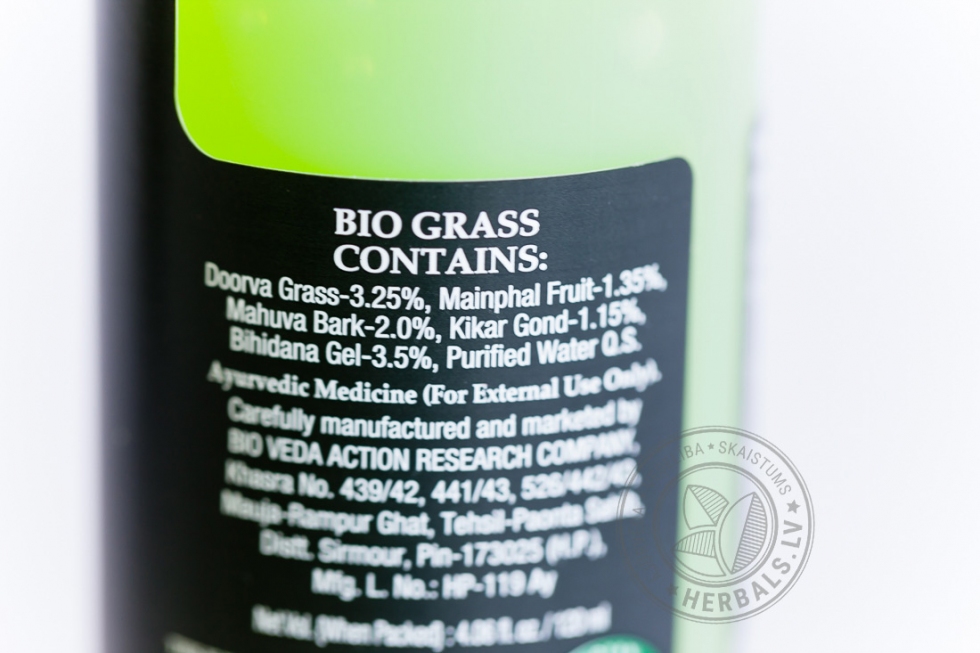 BIO GRASS
CONTAINS:
Doorva Grass-3.25%, Mainphal Fruit-1.35%,
Mahuva Bark-2.0%, Kikar Gond-1.15%,
Bihidana Gel-3.5%, Purified Water Q.S.
Ayurvedic Medicine (For External Use Only).
Carefully manufactured and marketed by
BIO VEDA ACTION RESEARCH COMPANY,
Khasra No. 439/42, 441/43,
Mauja-Rampur Ghat, Tehsil-Paonta
Distt. Sirmour, Pin-173025 (H.P.),
Mfg. L. No.: HP-119 Ay
Net Vol. (When Packed) : 4.06 fl. oz. / 120 ml
BA * SKAISTUMS *
HERBALS.LV